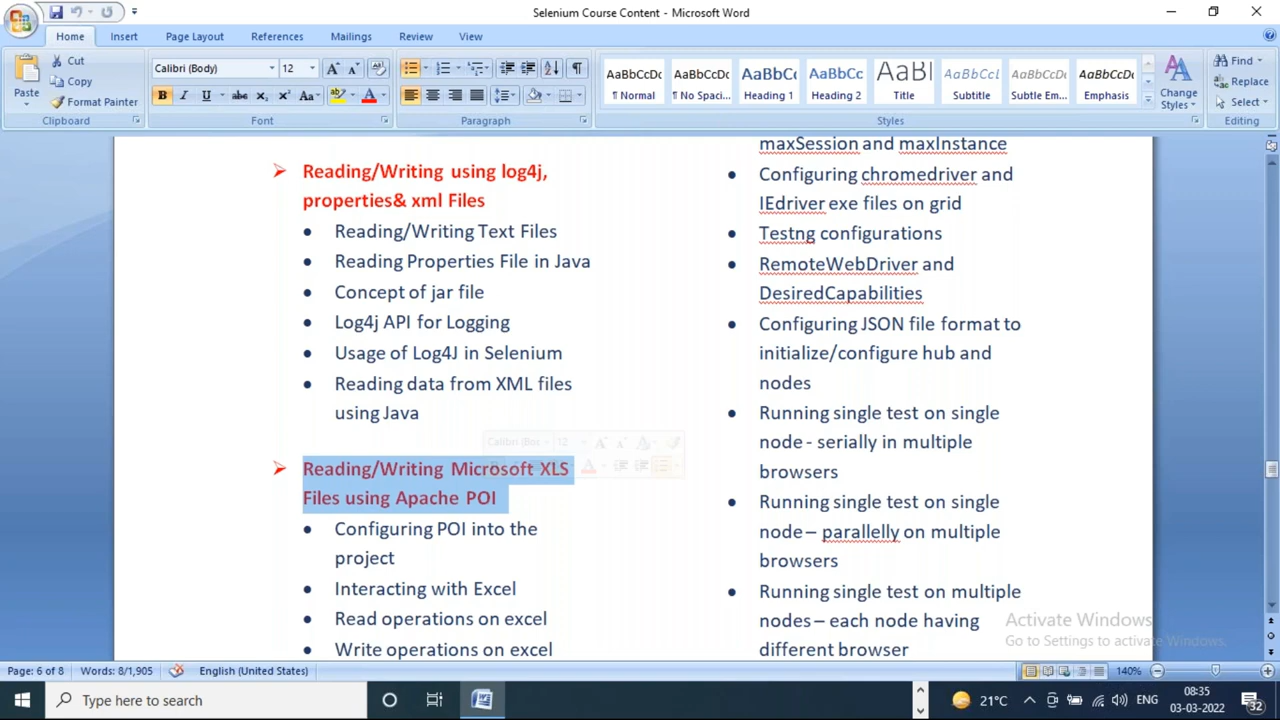 Selenium Course Content - Microsoft Word
Home Insert Page Layout References Mailings Review View
Paste
Cut
Copy
Format Painter
Clipboard
Calibri (Body) 12
B I U abc X₂ X² Aa
Font
Paragraph
AaBbCcDc AaBbCcDc AaBbCc AaBbCc AaBl AaBbCcL AaBbCcDc AaBbCcDc
¶ Normal ¶ No Spaci... Heading 1 Heading 2 Title Subtitle Subtle Em... Emphasis
Styles
Change
Styles
Find
Replace
Select
Editing
Reading/Writing using log4j,
properties& xml Files
• Reading/Writing Text Files
• Reading Properties File in Java
• Concept of jar file
• Log4j API for Logging
• Usage of Log4J in Selenium
• Reading data from XML files
using Java
Calibri (Boc 12
Reading/Writing Microsoft XLS
Files using Apache POI
• Configuring POI into the
project
• Interacting with Excel
• Read operations on excel
• Write operations on excel
maxSession and maxInstance
• Configuring chromedriver and
IEdriver exe files on grid
• Testng configurations
• RemoteWebDriver and
DesiredCapabilities
• Configuring JSON file format to
initialize/configure hub and
nodes
• Running single test on single
node - serially in multiple
browsers
• Running single test on single
node – parallelly on multiple
browsers
• Running single test on multiple
nodes – each node having
different browser
Activate Windows
Go to Settings to activate Windows.
Page: 6 of 8 Words: 8/1,905 English (United States) 140%
Type here to search
21°C ENG
08:35
03-03-2022
32